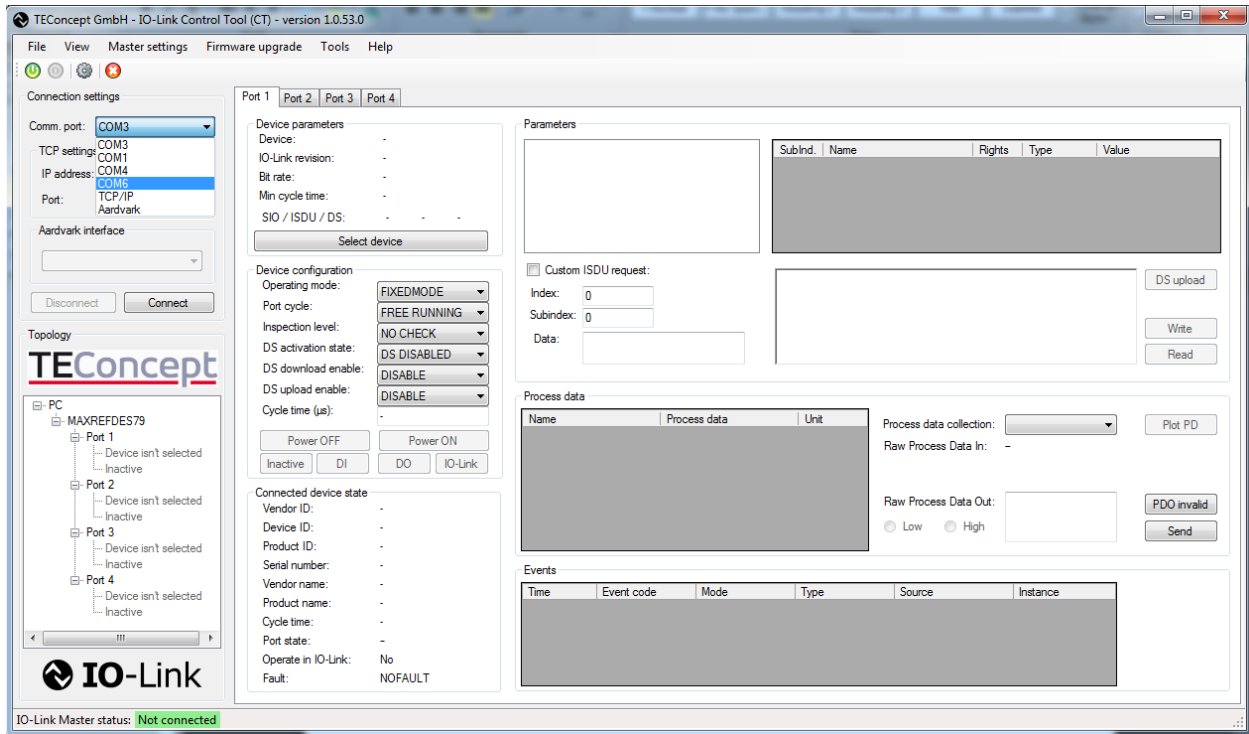 TEConcept GmbH - IO-Link Control Tool (CT) - version 1.0.53.0
File View Master settings Firmware upgrade Tools Help
Connection settings
Comm. port: COM3
COM3
COM1
COM4
COM6
TCP/IP
Aardvark
TCP settings
IP address:
Port:
Aardvark interface
Disconnect Connect
Topology
TEConcept
PC
MAXREFDES79
Port 1
Device isn't selected
Inactive
Port 2
Device isn't selected
Inactive
Port 3
Device isn't selected
Inactive
Port 4
Device isn't selected
Inactive
IO-Link
Port 1 Port 2 Port 3 Port 4
Device parameters
Device: -
IO-Link revision: -
Bit rate: -
Min cycle time: -
SIO / ISDU / DS: - - -
Select device
Device configuration
Operating mode: FIXEDMODE
Port cycle: FREE RUNNING
Inspection level: NO CHECK
DS activation state: DS DISABLED
DS download enable: DISABLE
DS upload enable: DISABLE
Cycle time (µs): -
Power OFF Power ON
Inactive DI DO IO-Link
Connected device state
Vendor ID: -
Device ID: -
Product ID: -
Serial number: -
Vendor name: -
Product name: -
Cycle time: -
Port state: –
Operate in IO-Link: No
Fault: NOFAULT
Parameters
SubInd. Name Rights Type Value
Custom ISDU request:
Index: 0
Subindex: 0
Data:
DS upload
Write
Read
Process data
Name Process data Unit
Process data collection:
Plot PD
Raw Process Data In: –
Raw Process Data Out:
Low High
PDO invalid
Send
Events
Time Event code Mode Type Source Instance
IO-Link Master status: Not connected